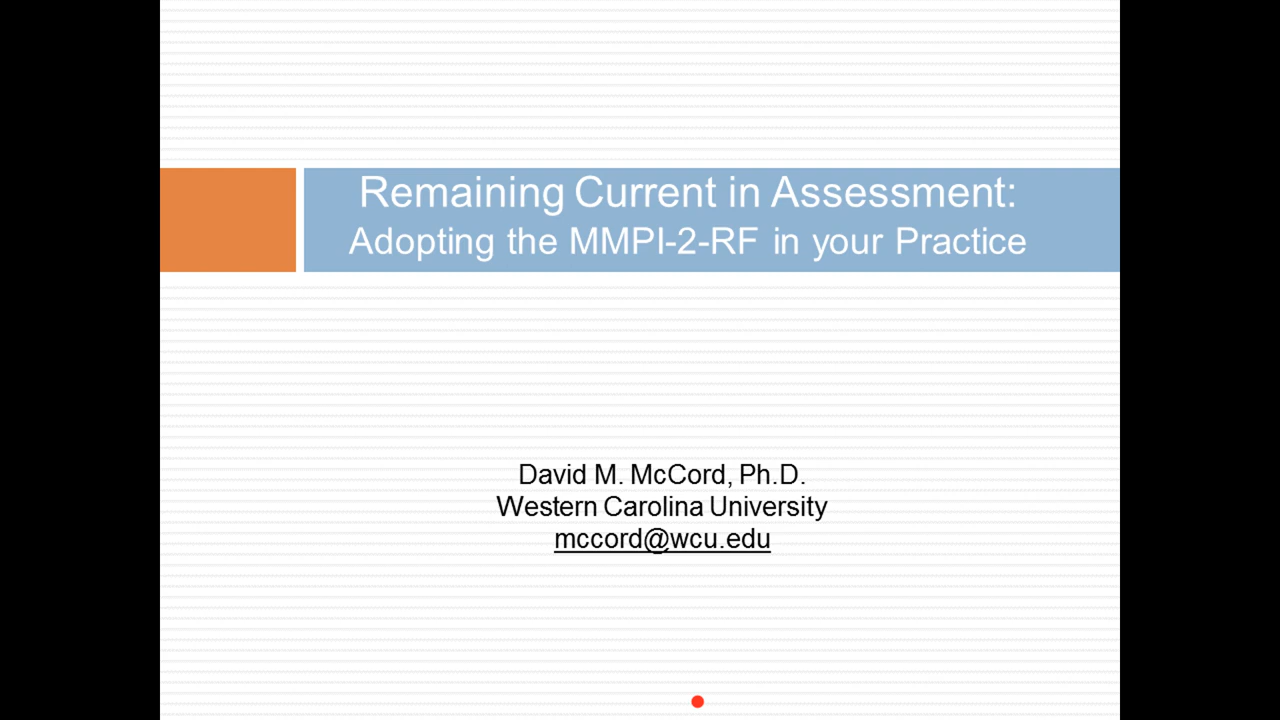 Remaining Current in Assessment:
Adopting the MMPI-2-RF in your Practice
David M. McCord, Ph.D.
Western Carolina University
mccord@wcu.edu